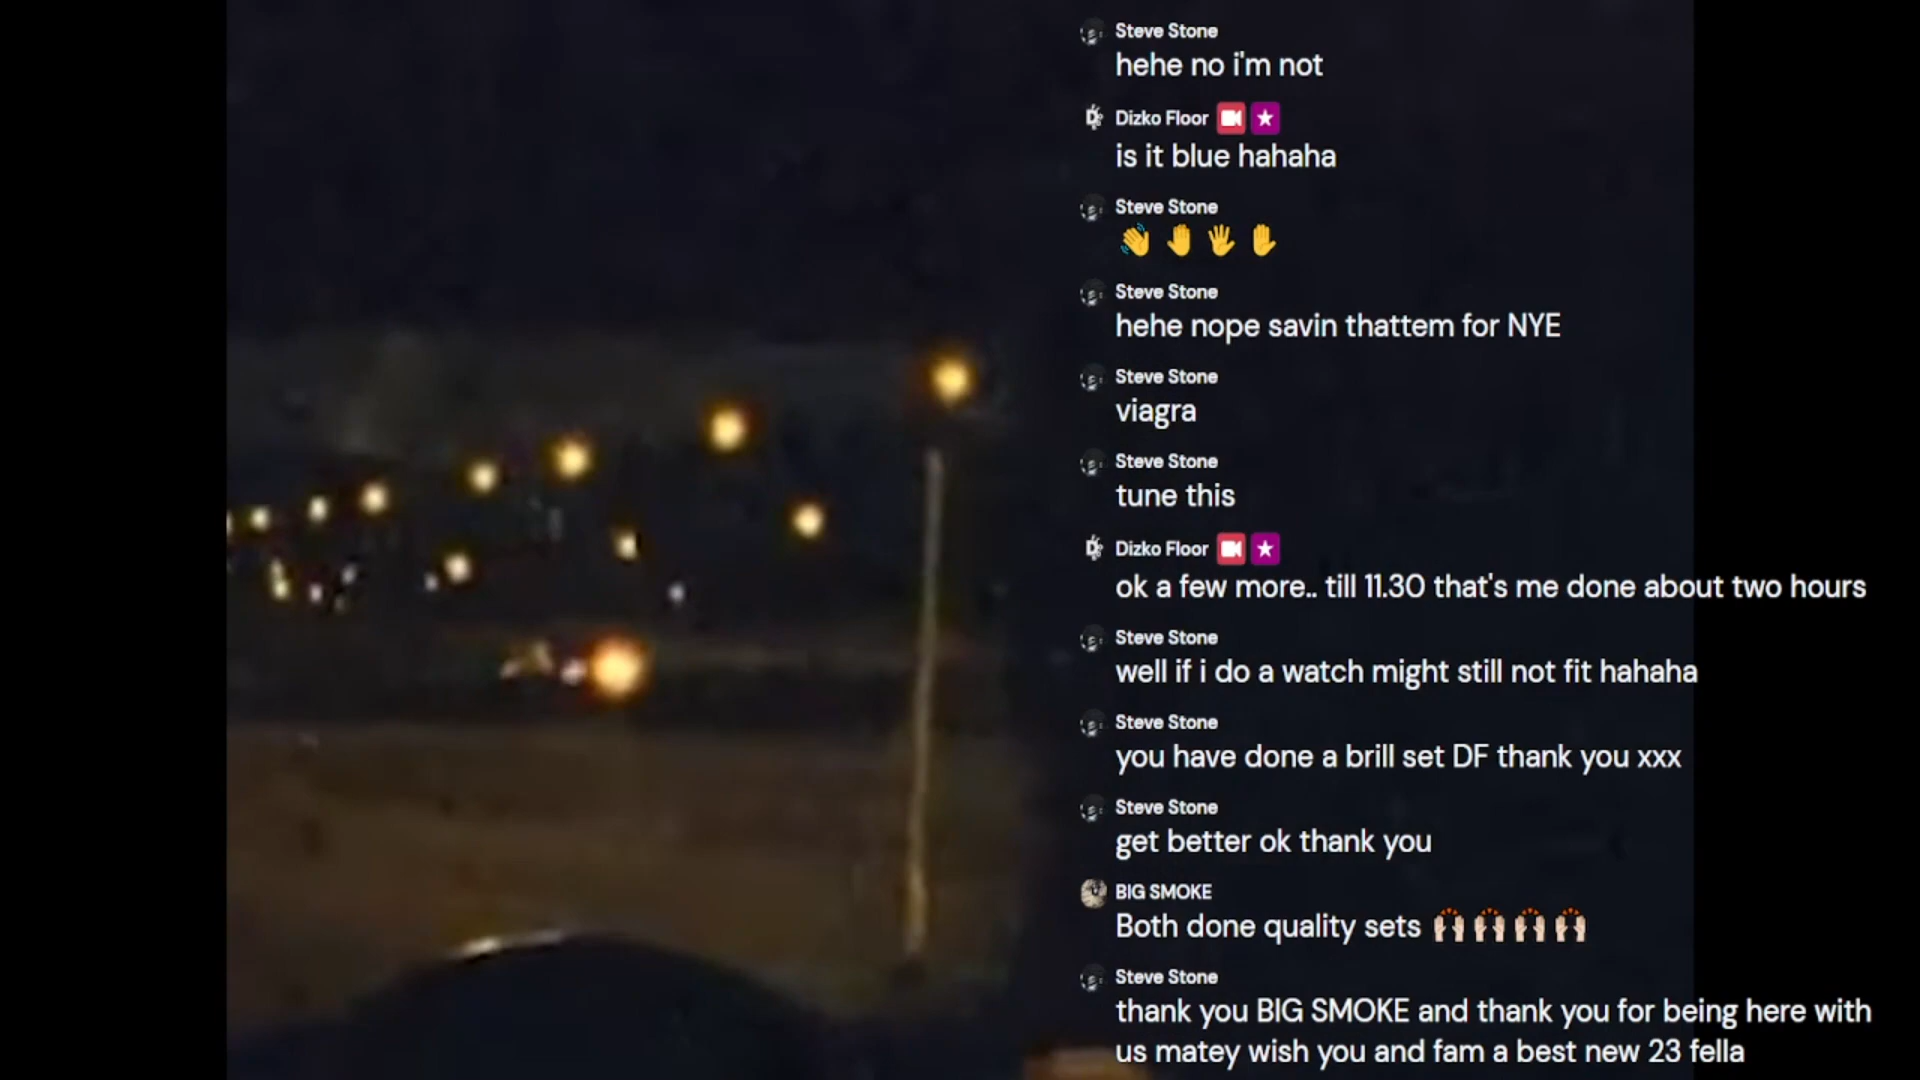 Steve Stone
hehe no i'm not
Dizko Floor
is it blue hahaha
Steve Stone
👋 🤚 🖐 ✋
Steve Stone
hehe nope savin thattem for NYE
Steve Stone
viagra
Steve Stone
tune this
Dizko Floor
ok a few more.. till 11.30 that's me done about two hours
Steve Stone
well if i do a watch might still not fit hahaha
Steve Stone
you have done a brill set DF thank you xxx
Steve Stone
get better ok thank you
BIG SMOKE
Both done quality sets 🙌🏻🙌🏻🙌🏻🙌🏻
Steve Stone
thank you BIG SMOKE and thank you for being here with
us matey wish you and fam a best new 23 fella